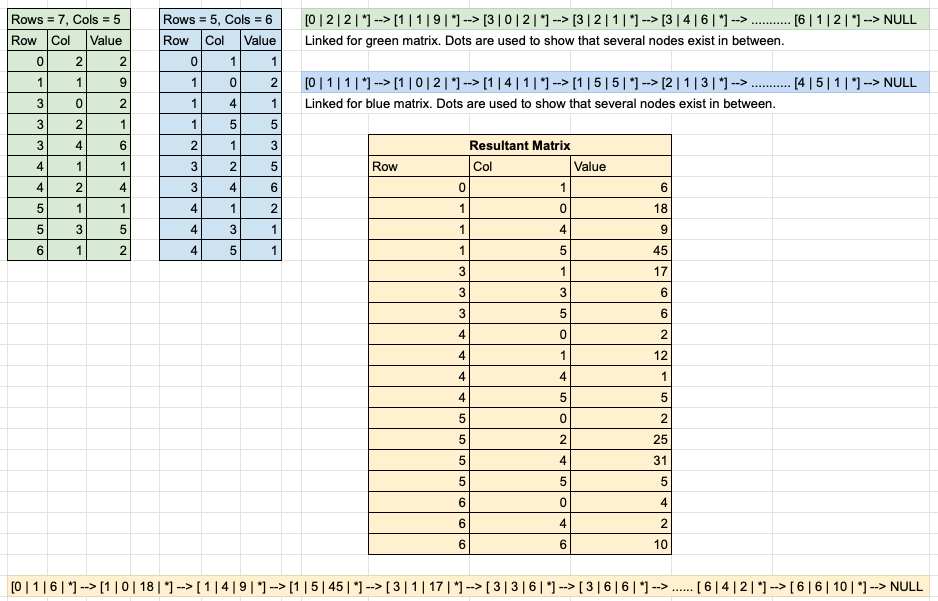 Rows = 7, Cols = 5
Row Col Value
0 2 2
1 1 9
3 0 2
3 2 1
3 4 6
4 1 1
4 2 4
5 1 1
5 3 5
6 1 2
Rows = 5, Cols = 6
Row Col Value
0 1 1
1 0 2
1 4 1
1 5 5
2 1 3
3 2 5
3 4 6
4 1 2
4 3 1
4 5 1
[0 | 2 | 2 | *] --> [1 | 1 | 9 | *] --> [3 | 0 | 2 | *] --> [3 | 2 | 1 | *] --> [3 | 4 | 6 | *] --> ........... [6 | 1 | 2 | *] --> NULL
Linked for green matrix. Dots are used to show that several nodes exist in between.
[0 | 1 | 1 | *] --> [1 | 0 | 2 | *] --> [1 | 4 | 1 | *] --> [1 | 5 | 5 | *] --> [2 | 1 | 3 | *] --> ........... [4 | 5 | 1 | *] --> NULL
Linked for blue matrix. Dots are used to show that several nodes exist in between.
Resultant Matrix
Row Col Value
0 1 6
1 0 18
1 4 9
1 5 45
3 1 17
3 3 6
3 5 6
4 0 2
4 1 12
4 4 1
4 5 5
5 0 2
5 2 25
5 4 31
5 5 5
6 0 4
6 4 2
6 6 10
[0 | 1 | 6 | *] --> [1 | 0 | 18 | *] --> [ 1 | 4 | 9 | *] --> [1 | 5 | 45 | *] --> [ 3 | 1 | 17 | *] --> [ 3 | 3 | 6 | *] --> [ 3 | 6 | 6 | *] --> ...... [ 6 | 4 | 2 | *] --> [ 6 | 6 | 10 | *] --> NULL